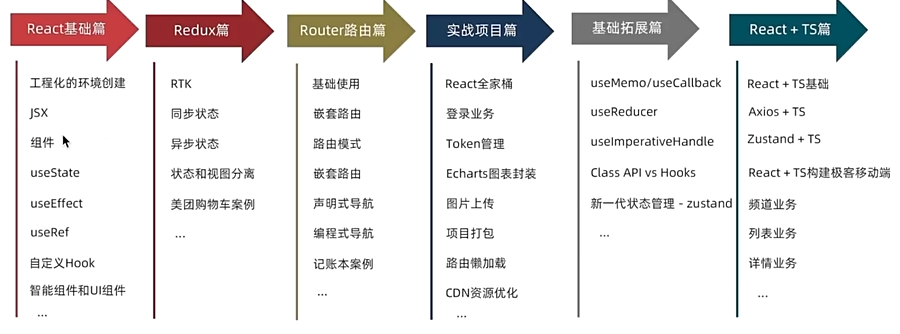 React基础篇
工程化的环境创建
JSX
组件
useState
useEffect
useRef
自定义Hook
智能组件和UI组件
...
Redux篇
RTK
同步状态
异步状态
状态和视图分离
美团购物车案例
...
Router路由篇
基础使用
嵌套路由
路由模式
嵌套路由
声明式导航
编程式导航
记账本案例
...
实战项目篇
React全家桶
登录业务
Token管理
Echarts图表封装
图片上传
项目打包
路由懒加载
CDN资源优化
...
基础拓展篇
useMemo/useCallback
useReducer
useImperativeHandle
Class API vs Hooks
新一代状态管理 - zustand
...
React + TS篇
React + TS基础
Axios + TS
Zustand + TS
React + TS构建极客移动端
频道业务
列表业务
详情业务
...